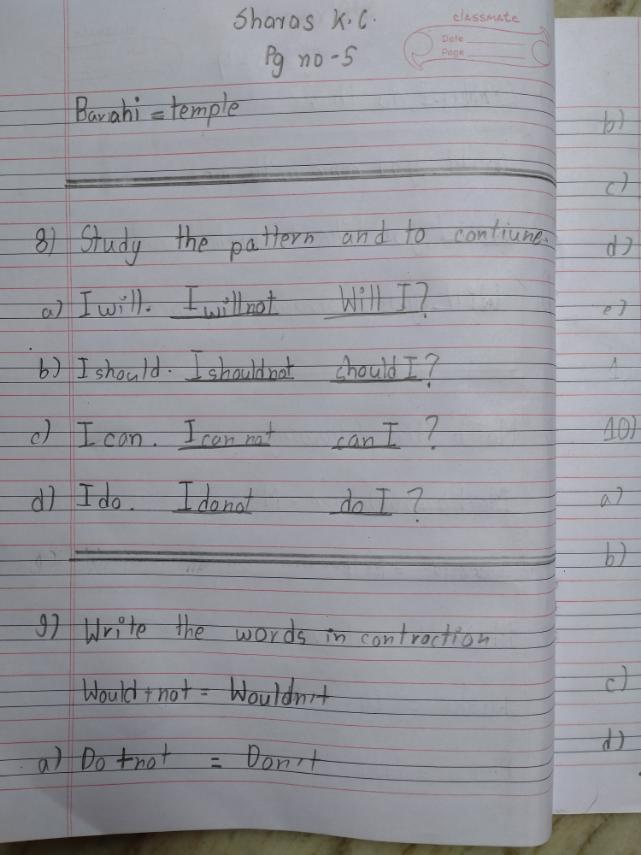 Sharas K.C.
classmate
Date
Page
Pg no-5
Barahi = temple
8) Study the pattern and to contiune.
a) I will. I will not Will I?
b) I should. I should not should I?
c) I can. I can not can I ?
d) I do. I do not do I ?
9) Write the words in contraction
Would + not = Wouldn't
a) Do + not = Don't
b)
c)
d)
e)
10)
a)
b)
c)
d)